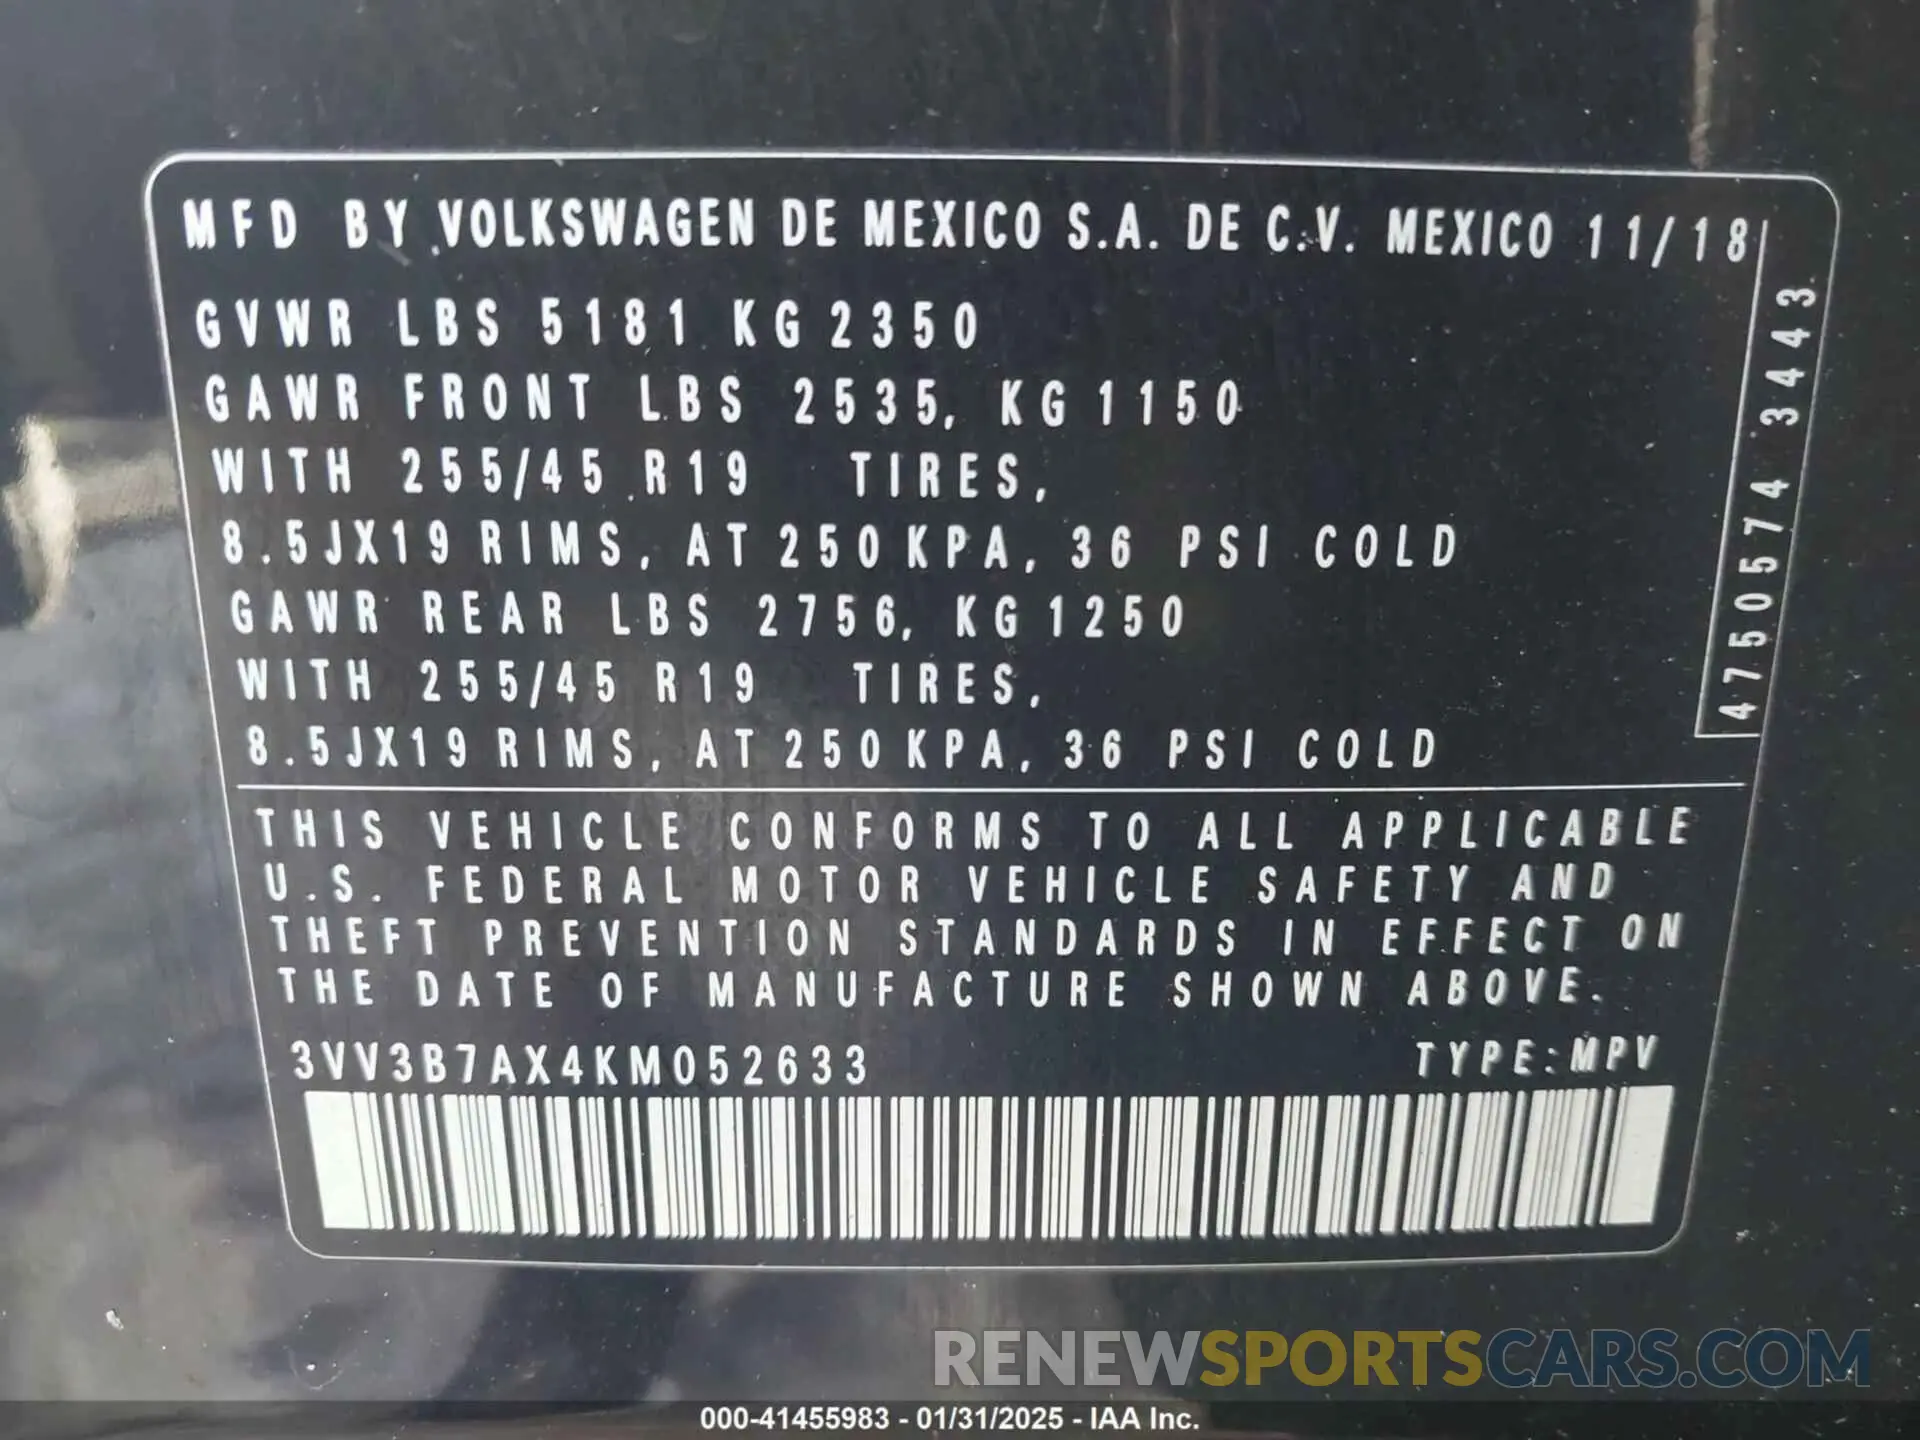 MFD BY VOLKSWAGEN DE MEXICO S.A. DE C.V. MEXICO 11/18
GVWR LBS 5181 KG 2350
GAWR FRONT LBS 2535, KG 1150
WITH 255/45 R19 TIRES,
8.5JX19 RIMS, AT 250 KPA, 36 PSI COLD
GAWR REAR LBS 2756, KG 1250
WITH 255/45 R19 TIRES,
8.5JX19 RIMS, AT 250 KPA, 36 PSI COLD
4750574 3443
THIS VEHICLE CONFORMS TO ALL APPLICABLE
U.S. FEDERAL MOTOR VEHICLE SAFETY AND
THEFT PREVENTION STANDARDS IN EFFECT ON
THE DATE OF MANUFACTURE SHOWN ABOVE.
3VV3B7AX4KM052633 TYPE:MPV
RENEWSPORTSCARS.COM
000-41455983 - 01/31/2025 - IAA Inc.